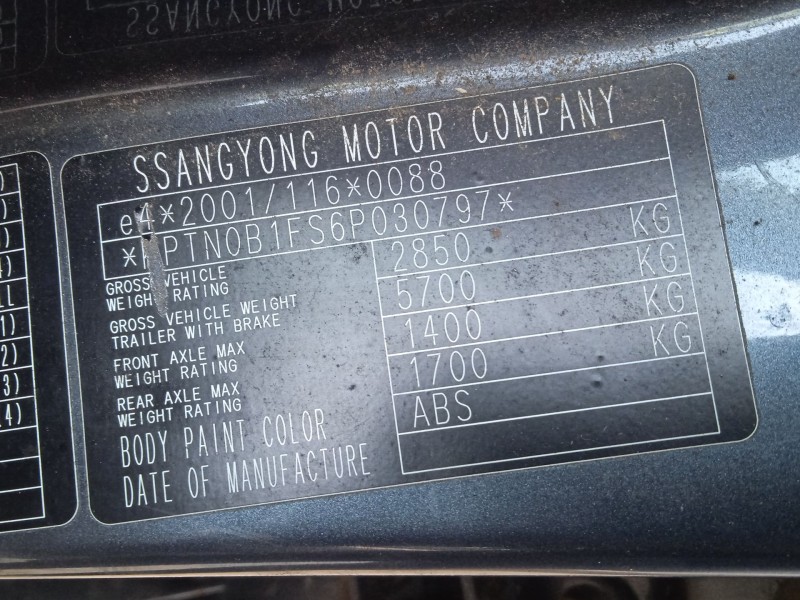 SSANGYONG MOTOR COMPANY
e4*2001/116*0088
PTN0B1FS6P030797*
GROSS VEHICLE WEIGHT RATING 2850 KG
GROSS VEHICLE WEIGHT TRAILER WITH BRAKE 5700 KG
FRONT AXLE MAX WEIGHT RATING 1400 KG
REAR AXLE MAX WEIGHT RATING 1700 KG
BODY PAINT COLOR ABS
DATE OF MANUFACTURE